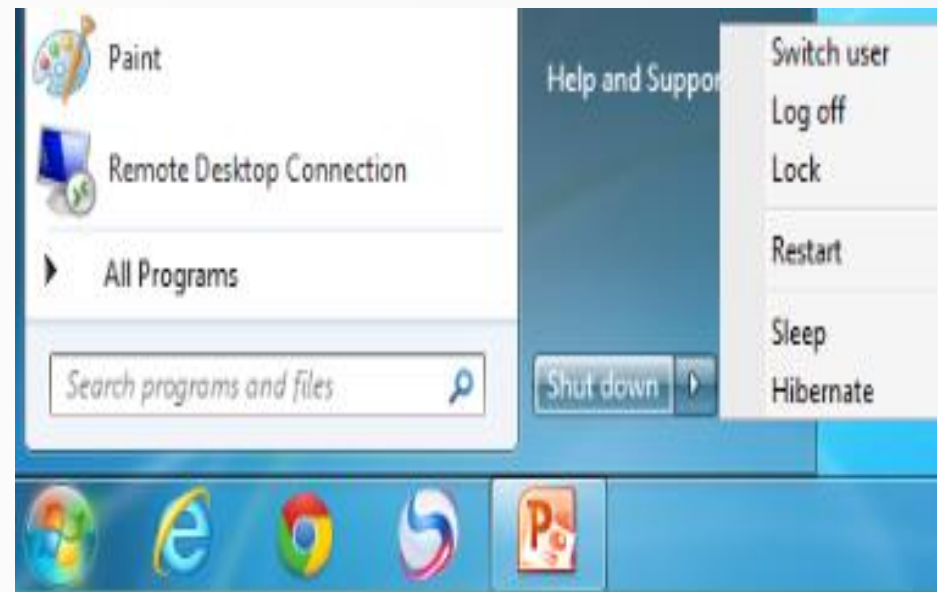 Paint
Remote Desktop Connection
All Programs
Search programs and files
Help and Suppor
Shut down
Switch user
Log off
Lock
Restart
Sleep
Hibernate
P